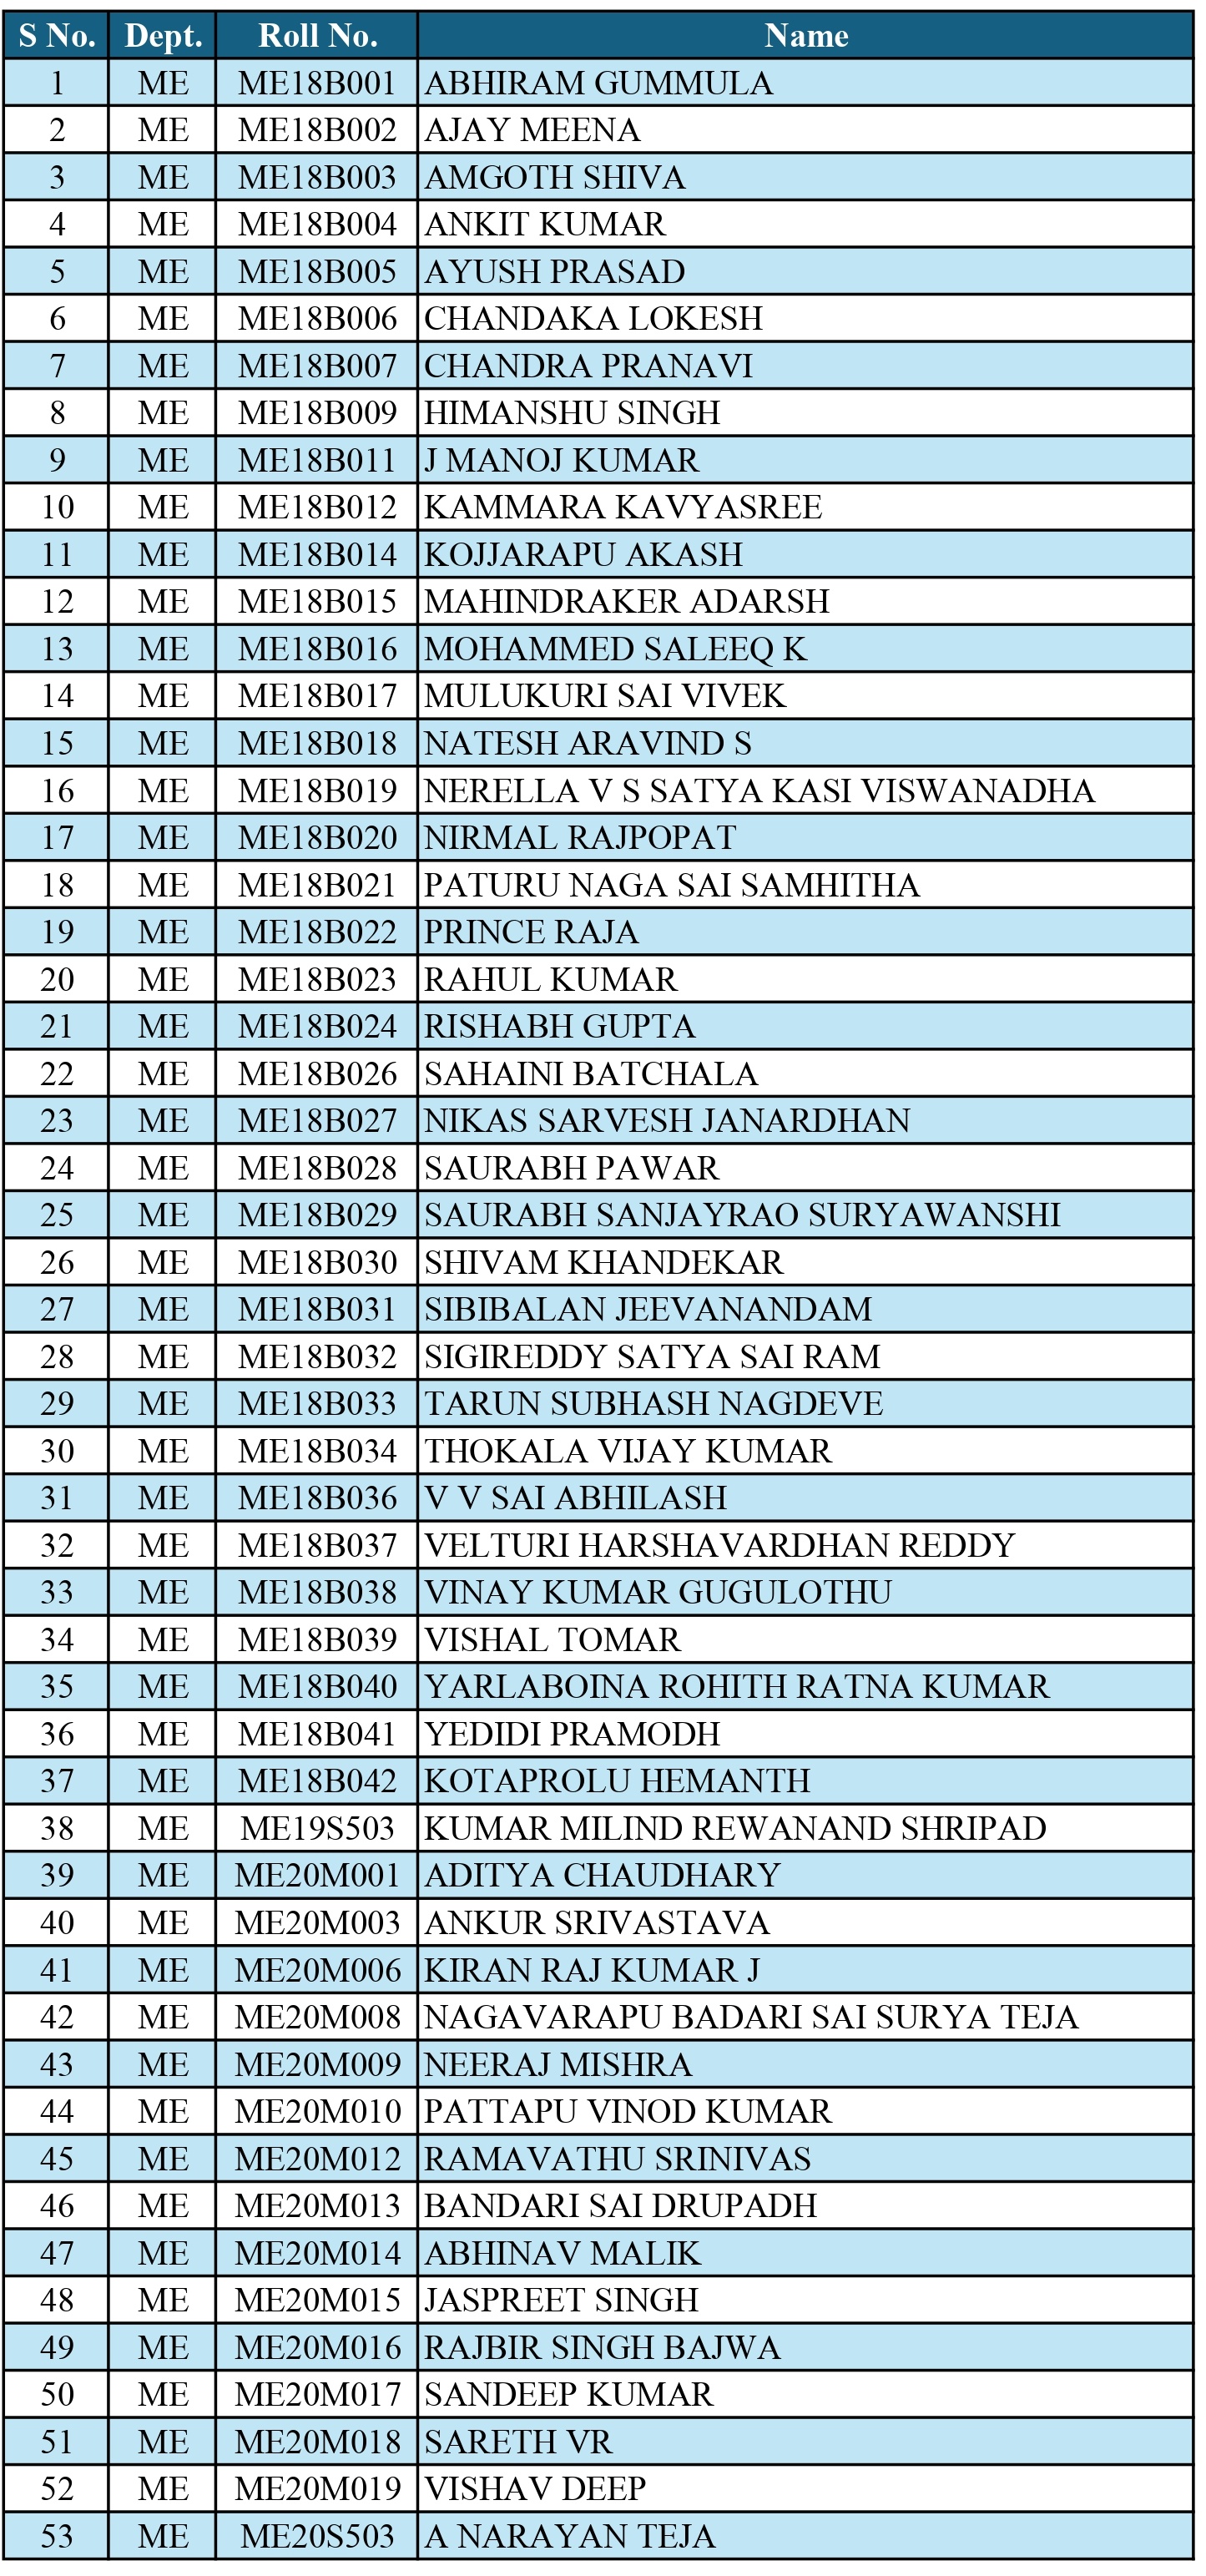 S No. Dept. Roll No. Name
1 ME ME18B001 ABHIRAM GUMMULA
2 ME ME18B002 AJAY MEENA
3 ME ME18B003 AMGOTH SHIVA
4 ME ME18B004 ANKIT KUMAR
5 ME ME18B005 AYUSH PRASAD
6 ME ME18B006 CHANDAKA LOKESH
7 ME ME18B007 CHANDRA PRANAVI
8 ME ME18B009 HIMANSHU SINGH
9 ME ME18B011 J MANOJ KUMAR
10 ME ME18B012 KAMMARA KAVYASREE
11 ME ME18B014 KOJJARAPU AKASH
12 ME ME18B015 MAHINDRAKER ADARSH
13 ME ME18B016 MOHAMMED SALEEQ K
14 ME ME18B017 MULUKURI SAI VIVEK
15 ME ME18B018 NATESH ARAVIND S
16 ME ME18B019 NERELLA V S SATYA KASI VISWANADHA
17 ME ME18B020 NIRMAL RAJPOPAT
18 ME ME18B021 PATURU NAGA SAI SAMHITHA
19 ME ME18B022 PRINCE RAJA
20 ME ME18B023 RAHUL KUMAR
21 ME ME18B024 RISHABH GUPTA
22 ME ME18B026 SAHAINI BATCHALA
23 ME ME18B027 NIKAS SARVESH JANARDHAN
24 ME ME18B028 SAURABH PAWAR
25 ME ME18B029 SAURABH SANJAYRAO SURYAWANSHI
26 ME ME18B030 SHIVAM KHANDEKAR
27 ME ME18B031 SIBIBALAN JEEVANANDAM
28 ME ME18B032 SIGIREDDY SATYA SAI RAM
29 ME ME18B033 TARUN SUBHASH NAGDEVE
30 ME ME18B034 THOKALA VIJAY KUMAR
31 ME ME18B036 V V SAI ABHILASH
32 ME ME18B037 VELTURI HARSHAVARDHAN REDDY
33 ME ME18B038 VINAY KUMAR GUGULOTHU
34 ME ME18B039 VISHAL TOMAR
35 ME ME18B040 YARLABOINA ROHITH RATNA KUMAR
36 ME ME18B041 YEDIDI PRAMODH
37 ME ME18B042 KOTAPROLU HEMANTH
38 ME ME19S503 KUMAR MILIND REWANAND SHRIPAD
39 ME ME20M001 ADITYA CHAUDHARY
40 ME ME20M003 ANKUR SRIVASTAVA
41 ME ME20M006 KIRAN RAJ KUMAR J
42 ME ME20M008 NAGAVARAPU BADARI SAI SURYA TEJA
43 ME ME20M009 NEERAJ MISHRA
44 ME ME20M010 PATTAPU VINOD KUMAR
45 ME ME20M012 RAMAVATHU SRINIVAS
46 ME ME20M013 BANDARI SAI DRUPADH
47 ME ME20M014 ABHINAV MALIK
48 ME ME20M015 JASPREET SINGH
49 ME ME20M016 RAJBIR SINGH BAJWA
50 ME ME20M017 SANDEEP KUMAR
51 ME ME20M018 SARETH VR
52 ME ME20M019 VISHAV DEEP
53 ME ME20S503 A NARAYAN TEJA